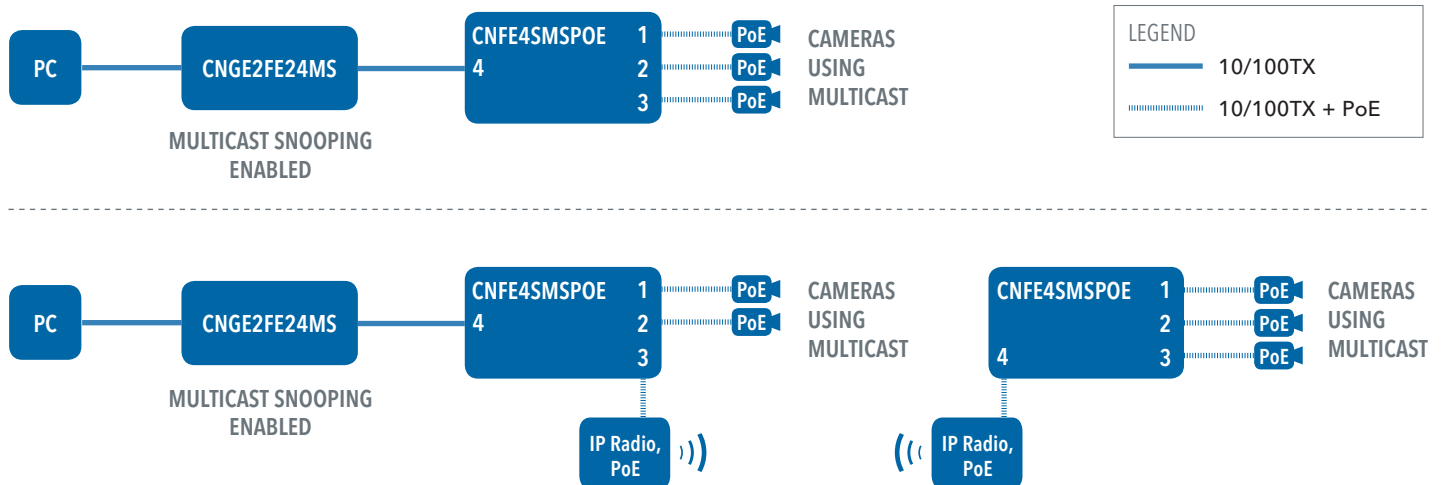 PC
CNGE2FE24MS
MULTICAST SNOOPING
ENABLED
CNFE4SMSPOE
4
1
2
3
PoE
PoE
PoE
CAMERAS
USING
MULTICAST
LEGEND
10/100TX
10/100TX + PoE
PC
CNGE2FE24MS
MULTICAST SNOOPING
ENABLED
CNFE4SMSPOE
4
1
2
3
PoE
PoE
CAMERAS
USING
MULTICAST
IP Radio,
PoE
CNFE4SMSPOE
4
1
2
3
PoE
PoE
PoE
CAMERAS
USING
MULTICAST
IP Radio,
PoE